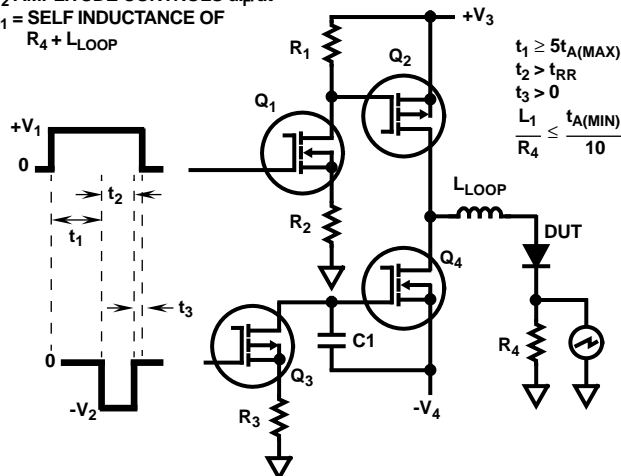 1 = SELF INDUCTANCE OF
R4 + LLOOP
+V3
R1
Q2
t1 ≥ 5tA(MAX)
t2 > tRR
t3 > 0
L1/R4 ≤ tA(MIN)/10
Q1
+V1
0
t2
t1
R2
LLOOP
DUT
Q4
t3
C1
R4
0
Q3
-V2
R3
-V4